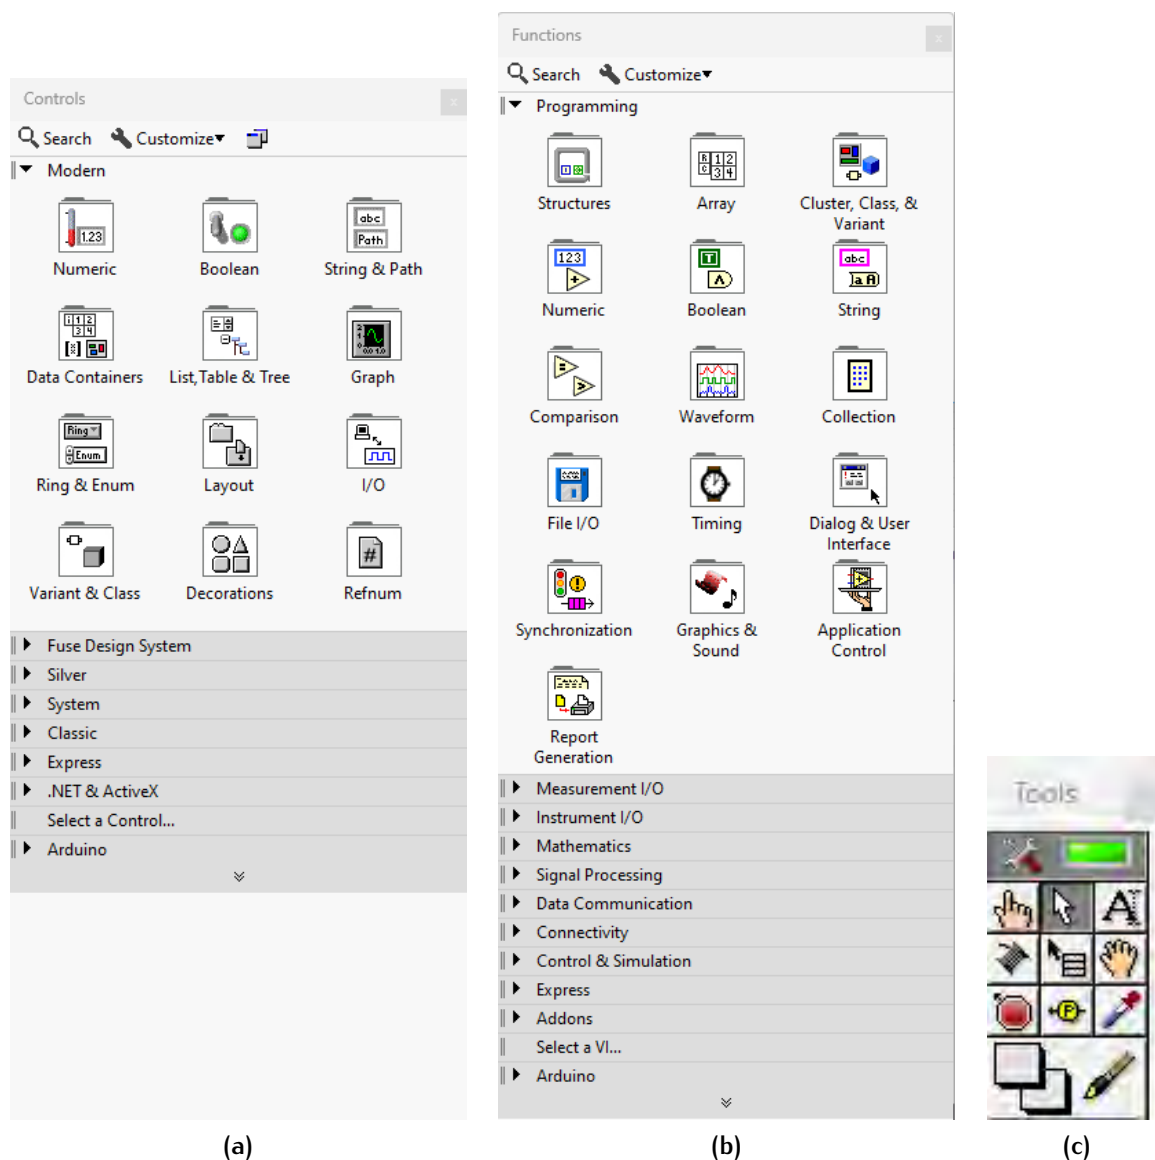 Controls
Search Customize
Modern
Numeric Boolean String & Path
Data Containers List, Table & Tree Graph
Ring & Enum Layout I/O
Variant & Class Decorations Refnum
Fuse Design System
Silver
System
Classic
Express
.NET & ActiveX
Select a Control...
Arduino
(a)
Functions
Search Customize
Programming
Structures Array Cluster, Class, &
Variant
Numeric Boolean String
Comparison Waveform Collection
File I/O Timing Dialog & User
Interface
Synchronization Graphics & Application
Sound Control
Report
Generation
Measurement I/O
Instrument I/O
Mathematics
Signal Processing
Data Communication
Connectivity
Control & Simulation
Express
Addons
Select a VI...
Arduino
(b)
Tools
(c)